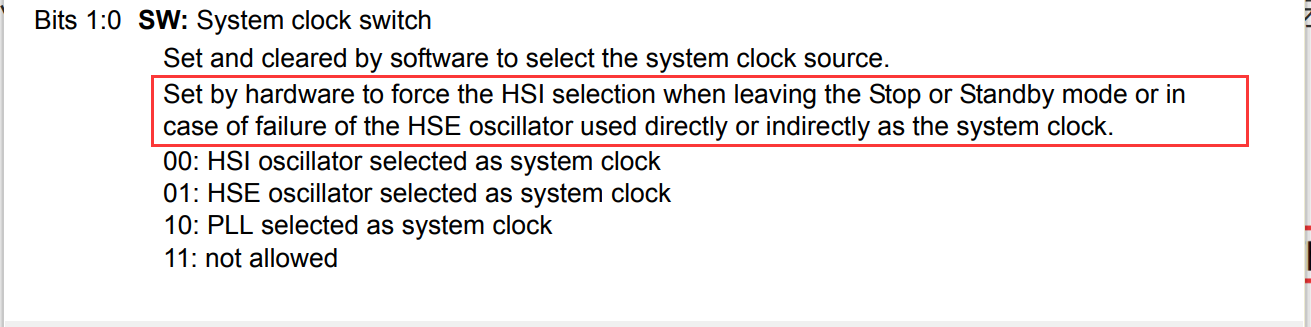 Bits 1:0 SW: System clock switch
Set and cleared by software to select the system clock source.
Set by hardware to force the HSI selection when leaving the Stop or Standby mode or in
case of failure of the HSE oscillator used directly or indirectly as the system clock.
00: HSI oscillator selected as system clock
01: HSE oscillator selected as system clock
10: PLL selected as system clock
11: not allowed